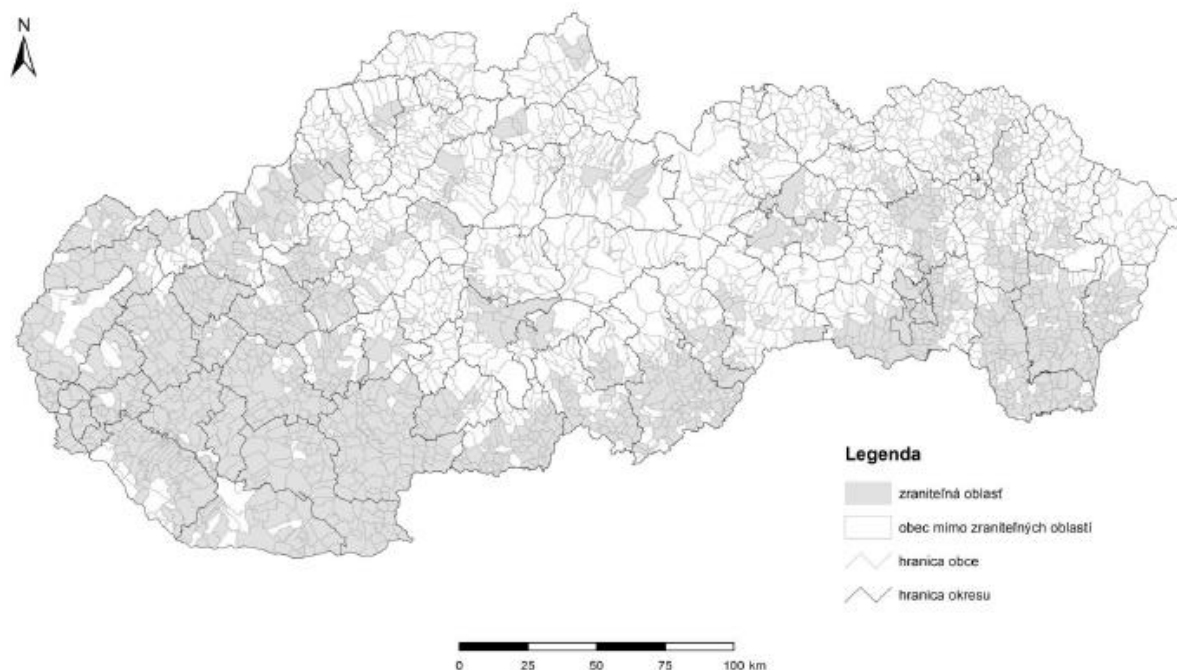 N
Legenda
zraniteľná oblasť
obec mimo zraniteľných oblastí
hranica obce
hranica okresu
0 25 50 75 100 km